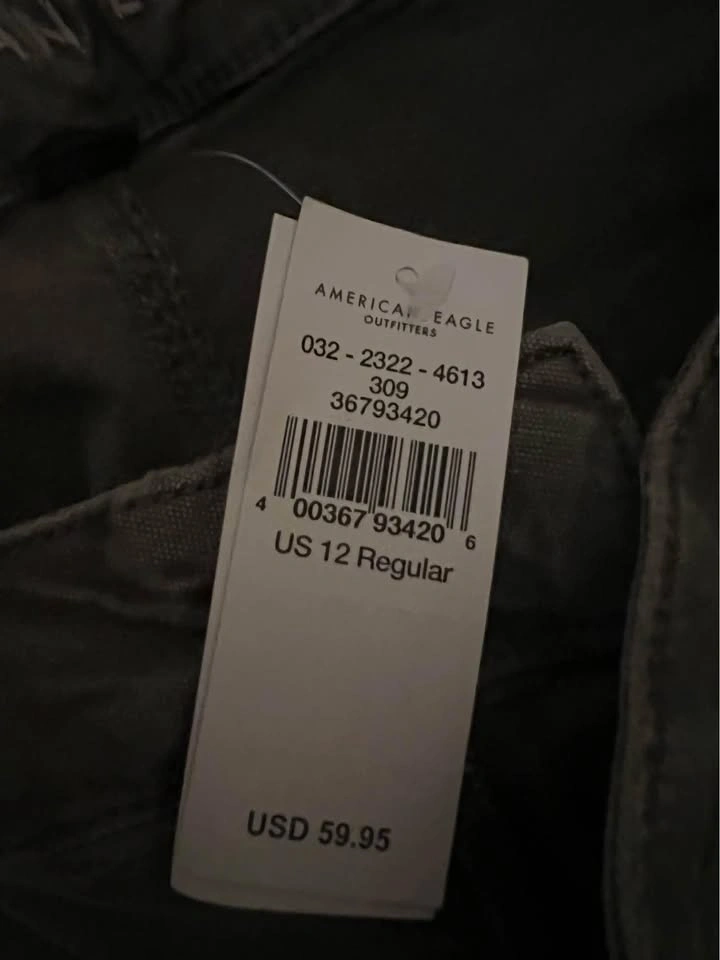 AMERICAN EAGLE
OUTFITTERS
032 - 2322 - 4613
309
36793420
4 00367 93420 6
US 12 Regular
USD 59.95